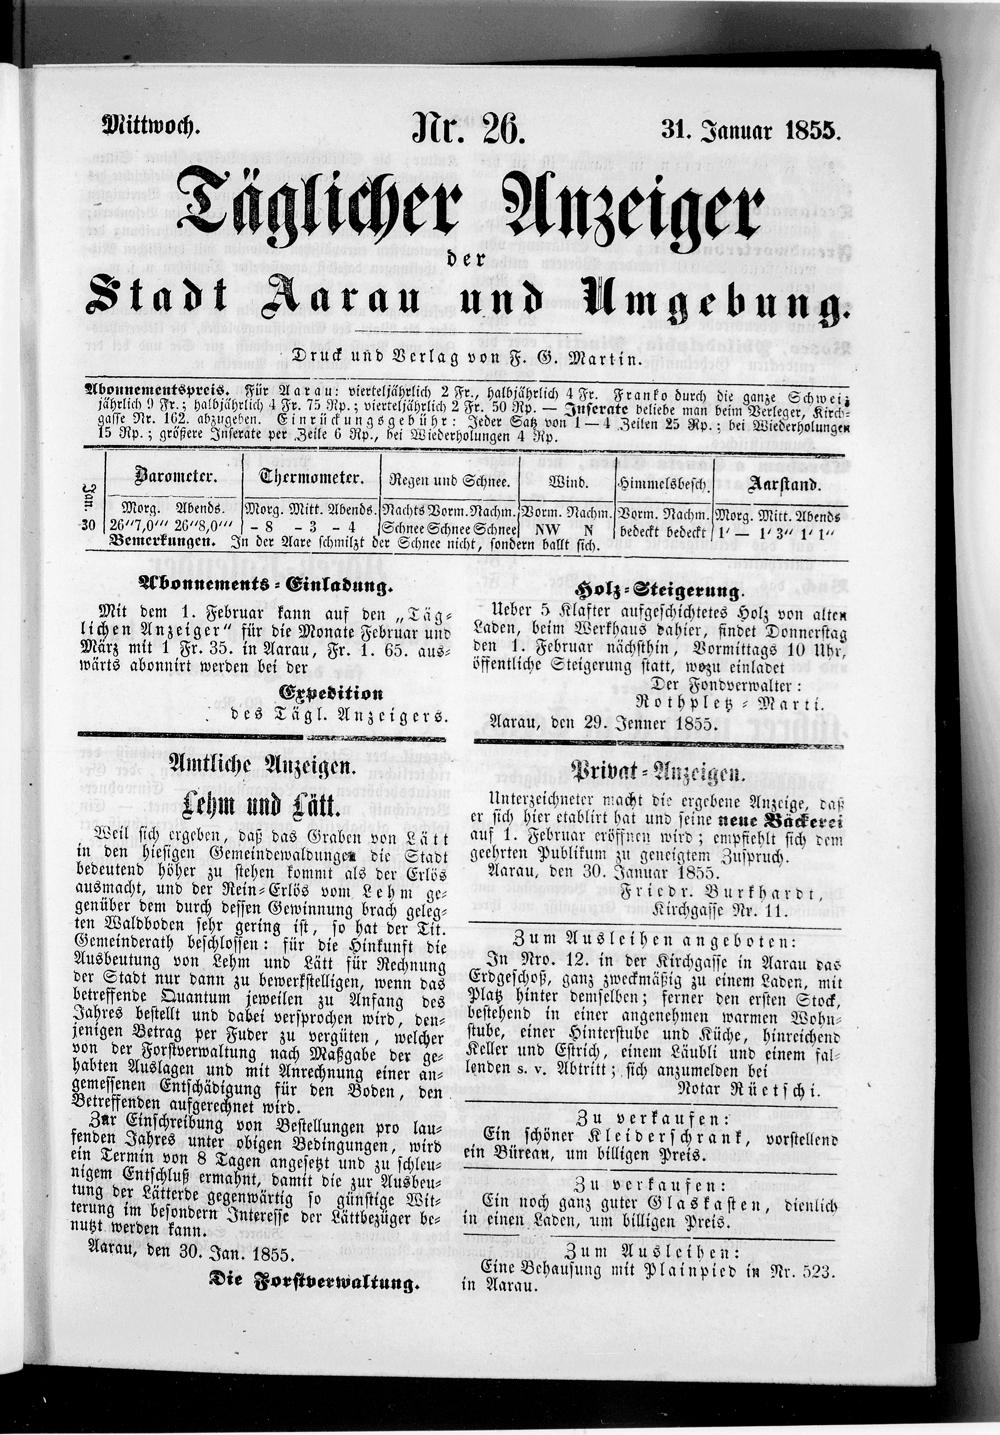 Mittwoch. Nr. 26. 31. Januar 1855.
Täglicher Anzeiger
der
Stadt Aarau und Umgebung.
Druck und Verlag von F. G. Martin.
Abonnementspreis. Für Aarau: vierteljährlich 2 Fr., halbjährlich 4 Fr. Franko durch die ganze Schweiz
jährlich 9 Fr.; halbjährlich 4 Fr. 75 Rp.; vierteljährlich 2 Fr. 50 Rp. — Inserate beliebe man beim Verleger, Kirch-
gasse Nr. 162. abzugeben. Einrückungsgebühr: Jeder Satz von 1—4 Zeilen 25 Rp.; bei Wiederholungen
15 Rp.; größere Inserate per Zeile 6 Rp., bei Wiederholungen 4 Rp.
Jan. Barometer. Thermometer. Regen und Schnee. Wind. Himmelsbesch. Aarstand.
Morg. Abends. Morg. Mitt. Abends. Nachts Vorm. Nachm. Vorm. Nachm. Vorm. Nachm. Morg. Mitt. Abends
30 26"7,0"' 26"8,0"' - 8 - 3 - 4 Schnee Schnee Schnee NW N bedeckt bedeckt 1' — 1' 3" 1' 1"
Bemerkungen. In der Aare schmilzt der Schnee nicht, sondern ballt sich.
Abonnements-Einladung.
Mit dem 1. Februar kann auf den „Täg-
lichen Anzeiger" für die Monate Februar und
März mit 1 Fr. 35. in Aarau, Fr. 1. 65. aus-
wärts abonnirt werden bei der
Expedition
des Tägl. Anzeigers.
Amtliche Anzeigen.
Lehm und Lätt.
Weil sich ergeben, daß das Graben von Lätt
in den hiesigen Gemeindewaldungen die Stadt
bedeutend höher zu stehen kommt als der Erlös
ausmacht, und der Rein-Erlös vom Lehm ge-
genüber dem durch dessen Gewinnung brach geleg-
ten Waldboden sehr gering ist, so hat der Tit.
Gemeinderath beschlossen: für die Hinkunft die
Ausbeutung von Lehm und Lätt für Rechnung
der Stadt nur dann zu bewerkstelligen, wenn das
betreffende Quantum jeweilen zu Anfang des
Jahres bestellt und dabei versprochen wird, den-
jenigen Betrag per Fuder zu vergüten, welcher
von der Forstverwaltung nach Maßgabe der ge-
habten Auslagen und mit Anrechnung einer an-
gemessenen Entschädigung für den Boden, den
Betreffenden aufgerechnet wird.
Zur Einschreibung von Bestellungen pro lau-
fenden Jahres unter obigen Bedingungen, wird
ein Termin von 8 Tagen angesetzt und zu schleu-
nigem Entschluß ermahnt, damit die zur Ausbeu-
tung der Lätterde gegenwärtig so günstige Wit-
terung im besondern Interesse der Lättbezüger be-
nutzt werden kann.
Aarau, den 30. Jan. 1855.
Die Forstverwaltung.
Holz-Steigerung.
Ueber 5 Klafter aufgeschichtetes Holz von alten
Laden, beim Werkhaus dahier, findet Donnerstag
den 1. Februar nächsthin, Vormittags 10 Uhr,
öffentliche Steigerung statt, wozu einladet
Der Fondverwalter:
Rothpletz-Marti.
Aarau, den 29. Jenner 1855.
Privat-Anzeigen.
Unterzeichneter macht die ergebene Anzeige, daß
er sich hier etablirt hat und seine neue Bäckerei
auf 1. Februar eröffnen wird; empfiehlt sich dem
geehrten Publikum zu geneigtem Zuspruch.
Aarau, den 30. Januar 1855.
Friedr. Burkhardt,
Kirchgasse Nr. 11.
Zum Ausleihen angeboten:
In Nro. 12. in der Kirchgasse in Aarau das
Erdgeschoß, ganz zweckmäßig zu einem Laden, mit
Platz hinter demselben; ferner den ersten Stock,
bestehend in einer angenehmen warmen Wohn-
stube, einer Hinterstube und Küche, hinreichend
Keller und Estrich, einem Läubli und einem fal-
lenden s. v. Abtritt; sich anzumelden bei
Notar Rüetschi.
Zu verkaufen:
Ein schöner Kleiderschrank, vorstellend
ein Büreau, um billigen Preis.
Zu verkaufen:
Ein noch ganz guter Glaskasten, dienlich
in einen Laden, um billigen Preis.
Zum Ausleihen:
Eine Behausung mit Plainpied in Nr. 523.
in Aarau.